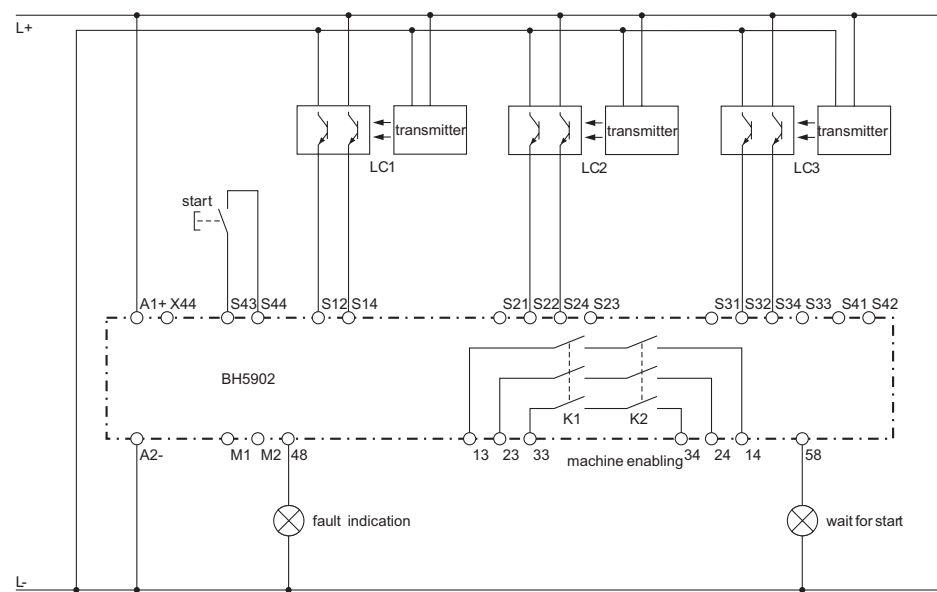 L+
transmitter
transmitter
transmitter
LC1
LC2
LC3
start
A1+ X44 S43 S44 S12 S14 S21 S22 S24 S23 S31 S32 S34 S33 S41 S42
BH5902
K1 K2
A2- M1 M2 48 13 23 33 machine enabling 34 24 14 58
fault indication
wait for start
L-